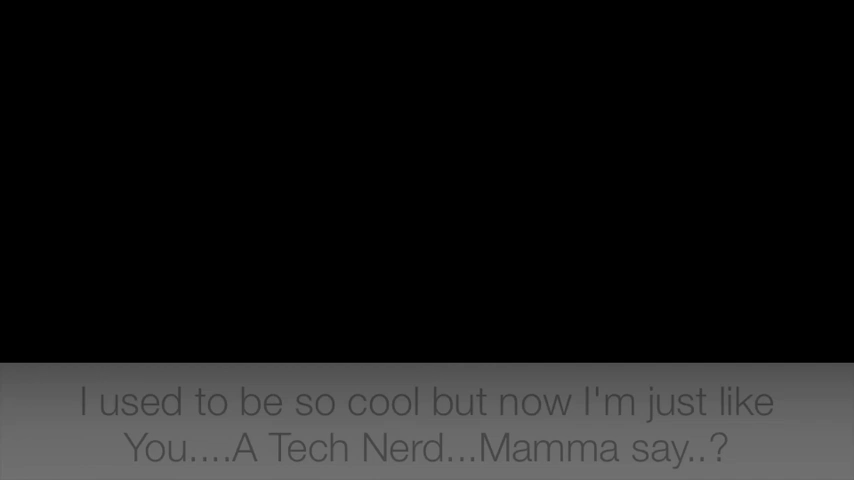 I used to be so cool but now I'm just like
You....A Tech Nerd...Mamma say..?